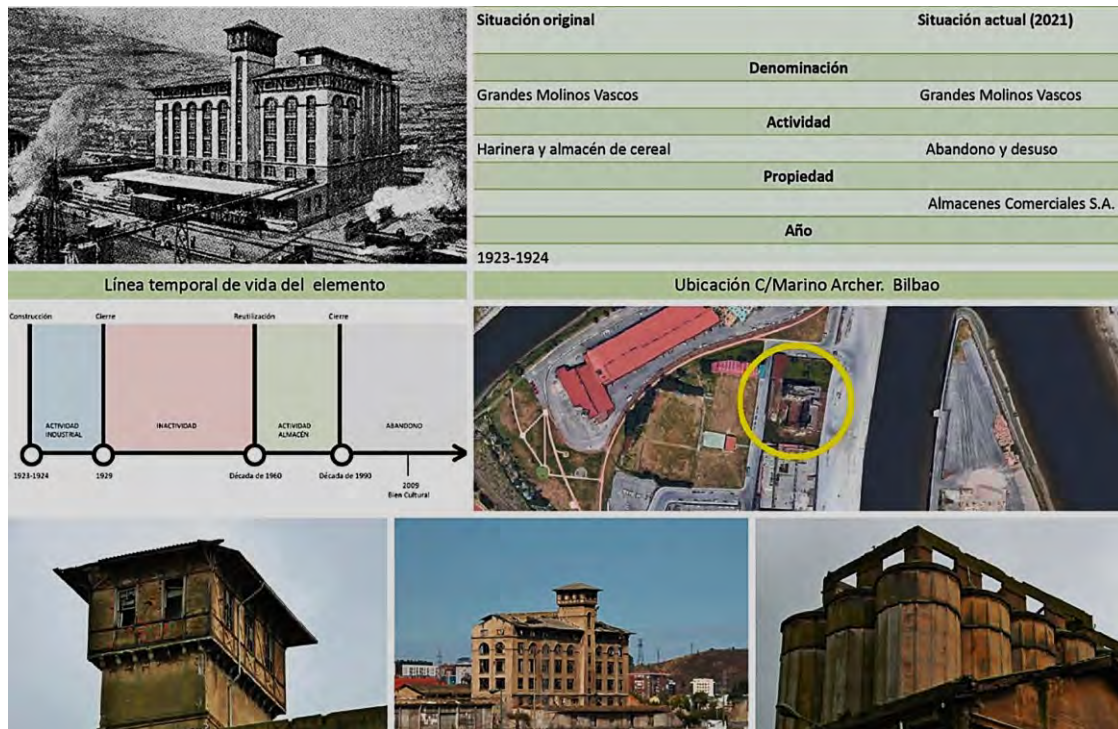 Situación original Situación actual (2021)
Denominación
Grandes Molinos Vascos Grandes Molinos Vascos
Actividad
Harinera y almacén de cereal Abandono y desuso
Propiedad
Almacenes Comerciales S.A.
Año
1923-1924
Línea temporal de vida del elemento
Construcción Cierre Reutilización Cierre
ACTIVIDAD INDUSTRIAL INACTIVIDAD ACTIVIDAD ALMACÉN ABANDONO
1923-1924 1929 Década de 1960 Década de 1990
2009
Bien Cultural
Ubicación C/Marino Archer. Bilbao